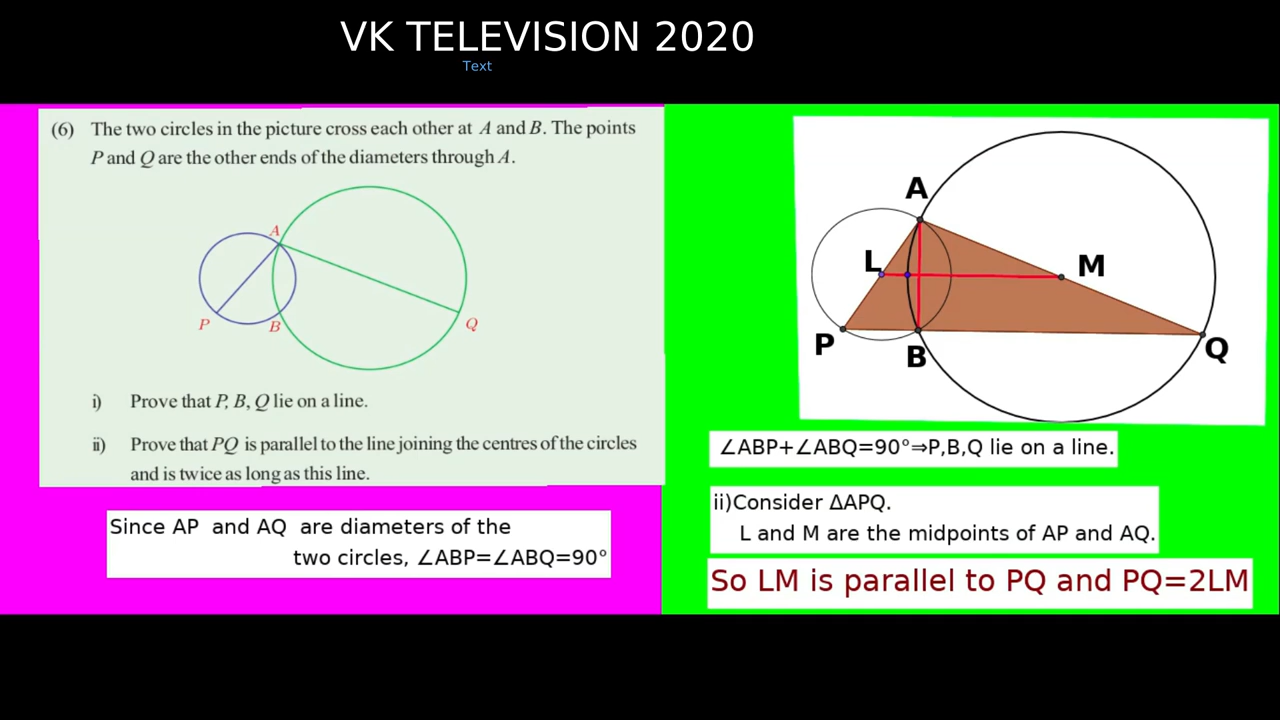 VK TELEVISION 2020
Text
(6) The two circles in the picture cross each other at A and B. The points
P and Q are the other ends of the diameters through A.
A
P
B
Q
i) Prove that P, B, Q lie on a line.
ii) Prove that PQ is parallel to the line joining the centres of the circles
and is twice as long as this line.
Since AP and AQ are diameters of the
two circles, ∠ABP=∠ABQ=90°
A
L
M
P
B
Q
∠ABP+∠ABQ=90°⇒P,B,Q lie on a line.
ii)Consider ΔAPQ.
L and M are the midpoints of AP and AQ.
So LM is parallel to PQ and PQ=2LM